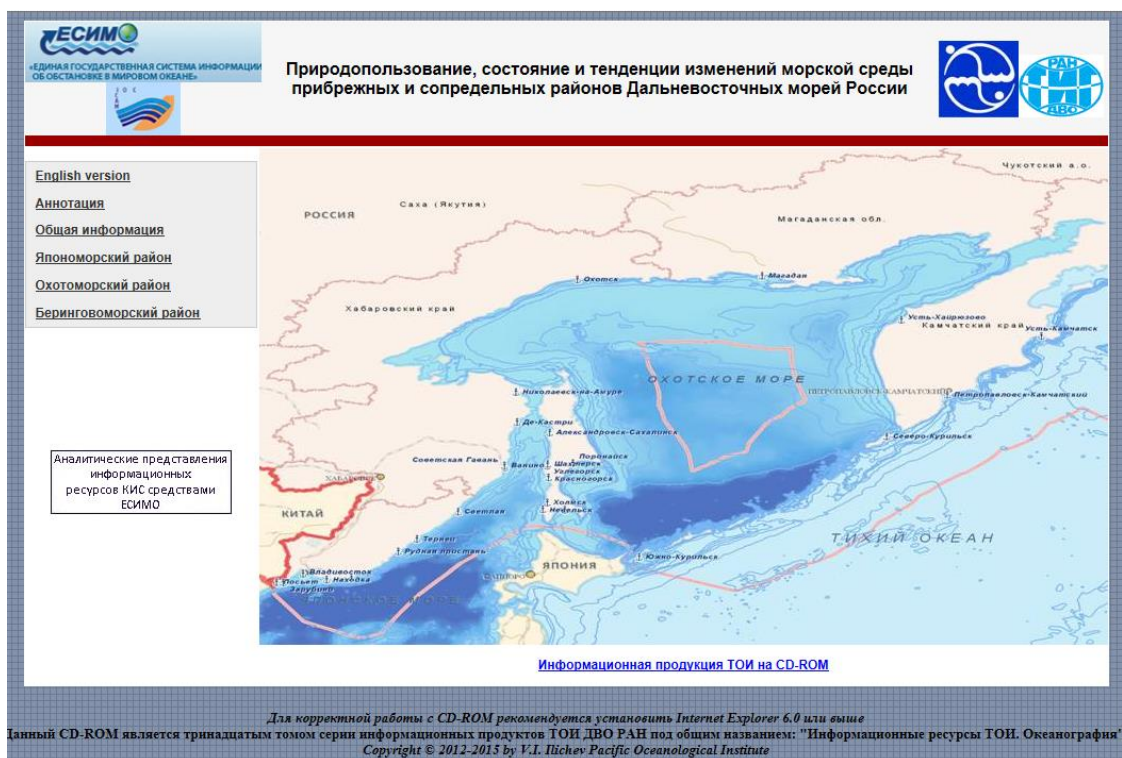 ЕСИМО
«ЕДИНАЯ ГОСУДАРСТВЕННАЯ СИСТЕМА ИНФОРМАЦИИ
ОБ ОБСТАНОВКЕ В МИРОВОМ ОКЕАНЕ»
Природопользование, состояние и тенденции изменений морской среды
прибрежных и сопредельных районов Дальневосточных морей России
РАН
ДВО
English version
Аннотация
Общая информация
Япономорский район
Охотоморский район
Беринговоморский район
Аналитические представления
информационных
ресурсов КИС средствами
ЕСИМО
Чукотский а.о.
Саха (Якутия)
РОССИЯ
Магаданская обл.
Охотск
Магадан
Хабаровский край
Усть-Хайрюзово
Камчатский край
Усть-Камчатск
ОХОТСКОЕ МОРЕ
ПЕТРОПАВЛОВСК-КАМЧАТСКИЙ
Петропавловск-Камчатский
Николаевск-на-Амуре
Де-Кастри
Александровск-Сахалинск
Северо-Курильск
Поронайск
Советская Гавань
Ванино
Шахтерск
Углегорск
Красногорск
ХАБАРОВСК
Холмск
Невельск
КИТАЙ
Светлая
ТИХИЙ ОКЕАН
Терней
Рудная пристань
Южно-Курильск
ЯПОНИЯ
САППОРО
Владивосток
Посьет
Находка
Зарубино
ЯПОНСКОЕ МОРЕ
Информационная продукция ТОИ на CD-ROM
Для корректной работы с CD-ROM рекомендуется установить Internet Explorer 6.0 или выше
Данный CD-ROM является тринадцатым томом серии информационных продуктов ТОИ ДВО РАН под общим названием: "Информационные ресурсы ТОИ. Океанография"
Copyright © 2012-2015 by V.I. Ilichev Pacific Oceanological Institute